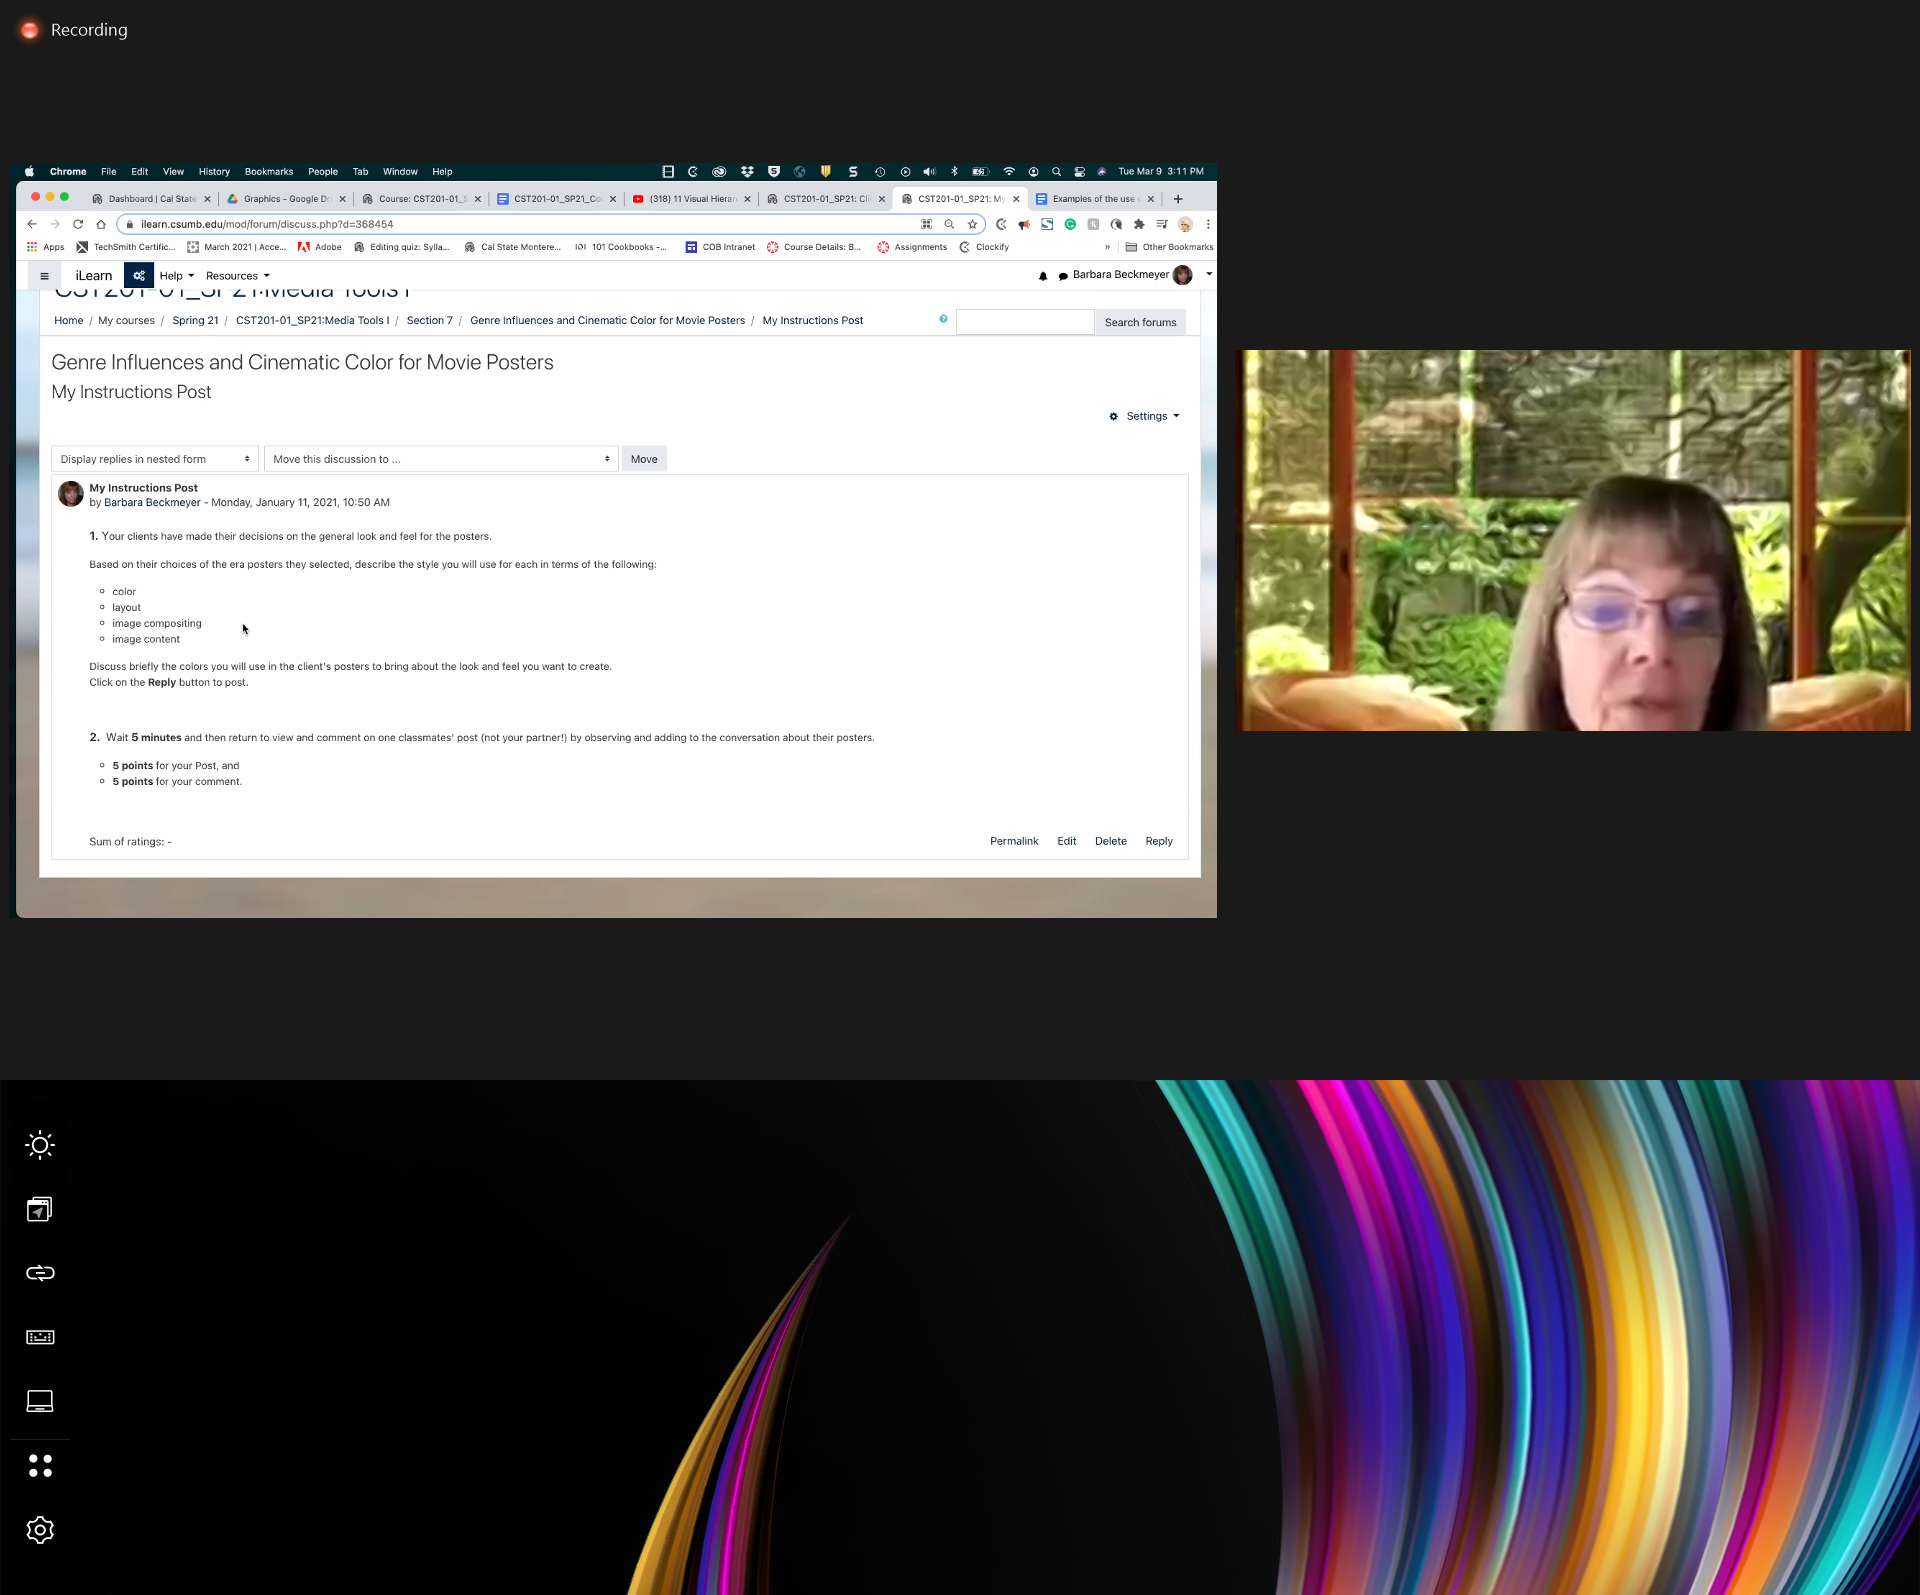 Recording
Chrome File Edit View History Bookmarks People Tab Window Help Tue Mar 9 3:11 PM
Dashboard | Cal State Graphics - Google Dr Course: CST201-01_S CST201-01_SP21_Co (318) 11 Visual Hierar CST201-01_SP21: Cli CST201-01_SP21: My Examples of the use
ilearn.csumb.edu/mod/forum/discuss.php?d=368454
Apps TechSmith Certific... March 2021 | Acce... Adobe Editing quiz: Sylla... Cal State Montere... 101 Cookbooks -... COB Intranet Course Details: B... Assignments Clockify » Other Bookmarks
iLearn Help Resources Barbara Beckmeyer
CST201-01_SP21:Media Tools I
Home / My courses / Spring 21 / CST201-01_SP21:Media Tools I / Section 7 / Genre Influences and Cinematic Color for Movie Posters / My Instructions Post Search forums
Genre Influences and Cinematic Color for Movie Posters
My Instructions Post
Settings
Display replies in nested form Move this discussion to ... Move
My Instructions Post
by Barbara Beckmeyer - Monday, January 11, 2021, 10:50 AM
1. Your clients have made their decisions on the general look and feel for the posters.
Based on their choices of the era posters they selected, describe the style you will use for each in terms of the following:
color
layout
image compositing
image content
Discuss briefly the colors you will use in the client's posters to bring about the look and feel you want to create.
Click on the Reply button to post.
2. Wait 5 minutes and then return to view and comment on one classmates' post (not your partner!) by observing and adding to the conversation about their posters.
5 points for your Post, and
5 points for your comment.
Sum of ratings: - Permalink Edit Delete Reply